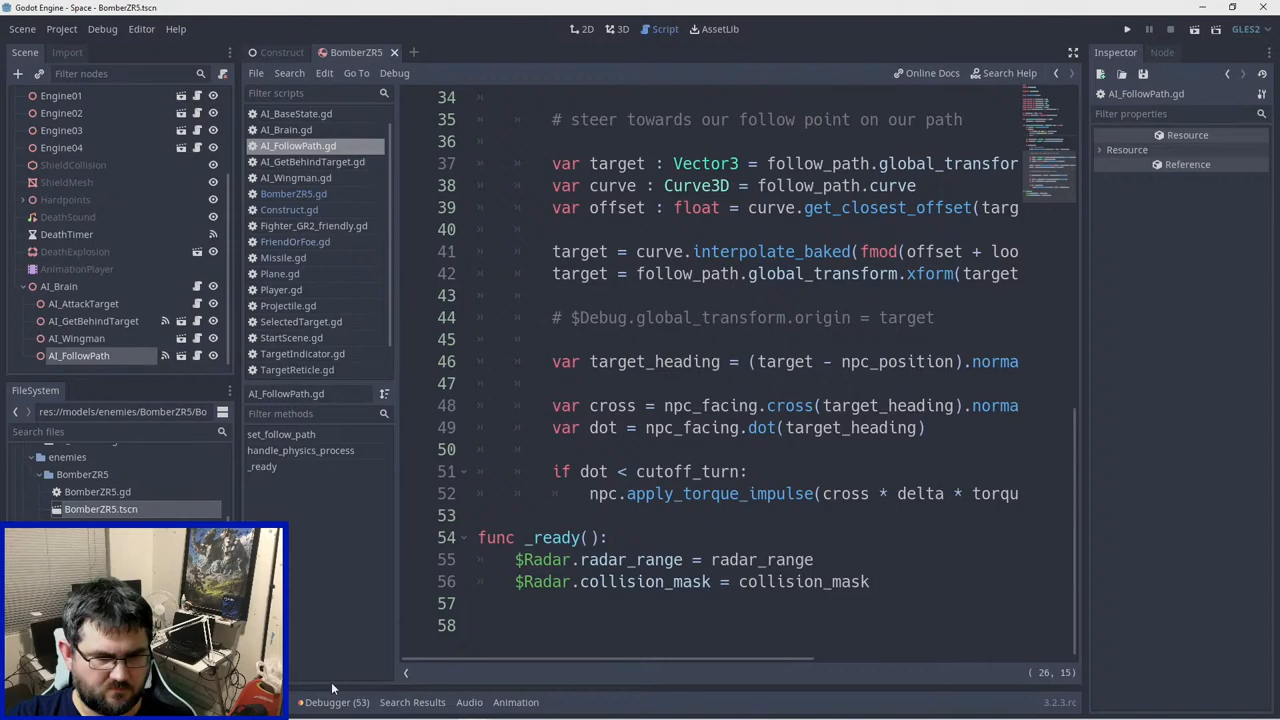 Godot Engine - Space - BomberZR5.tscn
Scene Project Debug Editor Help
2D 3D Script AssetLib
GLES2
Scene Import
Filter nodes
Engine01
Engine02
Engine03
Engine04
ShieldCollision
ShieldMesh
Hardpoints
DeathSound
DeathTimer
DeathExplosion
AnimationPlayer
AI_Brain
AI_AttackTarget
AI_GetBehindTarget
AI_Wingman
AI_FollowPath
FileSystem
res://models/enemies/BomberZR5/Bo
Search files
enemies
BomberZR5
BomberZR5.gd
BomberZR5.tscn
Construct BomberZR5
File Search Edit Go To Debug
Online Docs Search Help
Filter scripts
AI_BaseState.gd
AI_Brain.gd
AI_FollowPath.gd
AI_GetBehindTarget.gd
AI_Wingman.gd
BomberZR5.gd
Construct.gd
Fighter_GR2_friendly.gd
FriendOrFoe.gd
Missile.gd
Plane.gd
Player.gd
Projectile.gd
SelectedTarget.gd
StartScene.gd
TargetIndicator.gd
TargetReticle.gd
AI_FollowPath.gd
Filter methods
set_follow_path
handle_physics_process
_ready
34
35 # steer towards our follow point on our path
36
37 var target : Vector3 = follow_path.global_transfor
38 var curve : Curve3D = follow_path.curve
39 var offset : float = curve.get_closest_offset(targ
40
41 target = curve.interpolate_baked(fmod(offset + loo
42 target = follow_path.global_transform.xform(target
43
44 # $Debug.global_transform.origin = target
45
46 var target_heading = (target - npc_position).norma
47
48 var cross = npc_facing.cross(target_heading).norma
49 var dot = npc_facing.dot(target_heading)
50
51 if dot < cutoff_turn:
52 npc.apply_torque_impulse(cross * delta * torqu
53
54 func _ready():
55 $Radar.radar_range = radar_range
56 $Radar.collision_mask = collision_mask
57
58
( 26, 15)
Debugger (53) Search Results Audio Animation
3.2.3.rc
Inspector Node
AI_FollowPath.gd
Filter properties
Resource
Resource
Reference